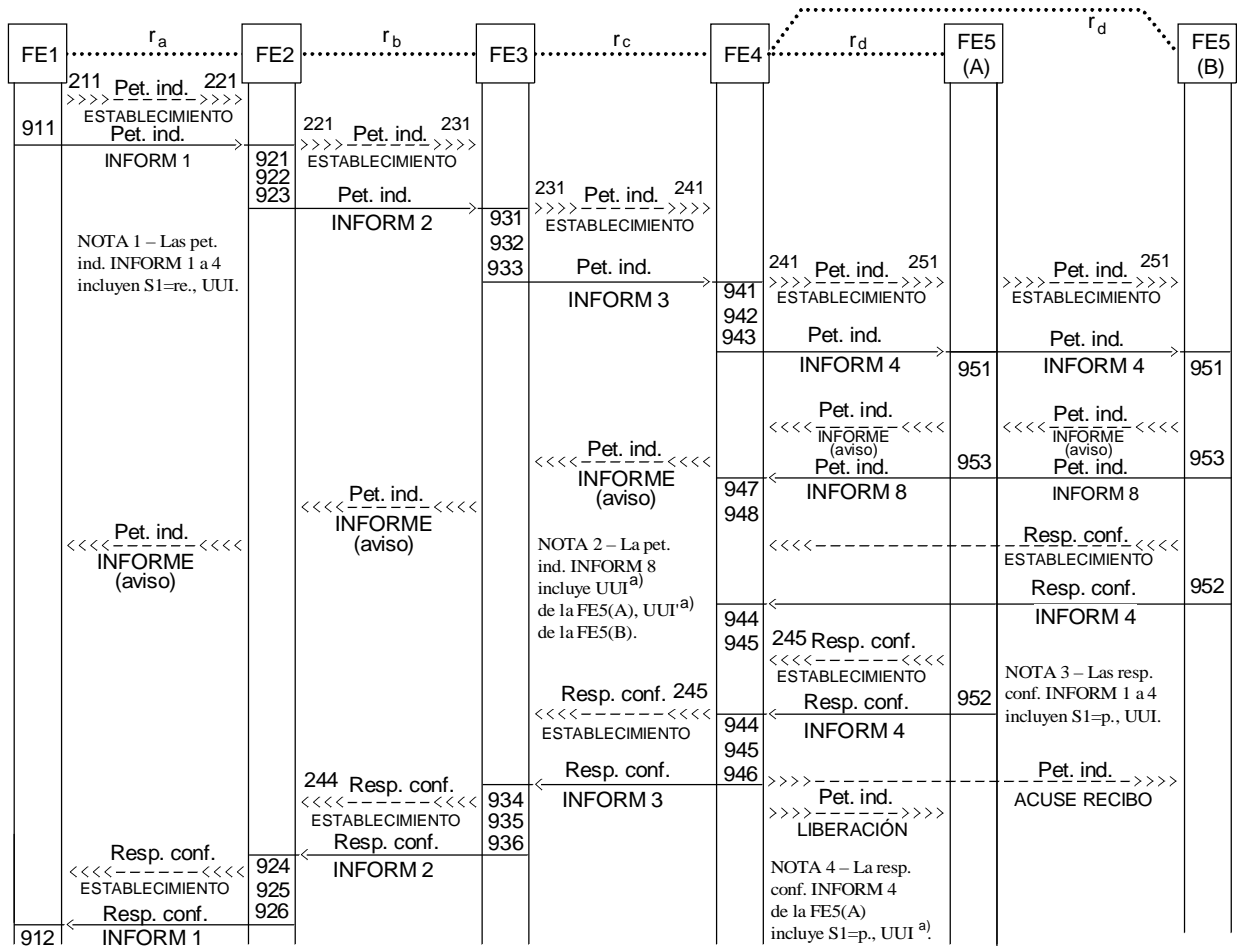 r_a r_b r_c r_d r_d
FE1 FE2 FE3 FE4 FE5 (A) FE5 (B)
211 Pet. ind. 221
ESTABLECIMIENTO
911
Pet. ind.
INFORM 1
221 Pet. ind. 231
ESTABLECIMIENTO
921
922
923
Pet. ind.
INFORM 2
231 Pet. ind. 241
ESTABLECIMIENTO
931
932
933
NOTA 1 – Las pet.
ind. INFORM 1 a 4
incluyen S1=re., UUI.
Pet. ind.
INFORM 3
241 Pet. ind. 251
ESTABLECIMIENTO
Pet. ind. 251
ESTABLECIMIENTO
941
942
943
Pet. ind.
INFORM 4
951
Pet. ind.
INFORM 4
951
Pet. ind.
INFORME
(aviso)
Pet. ind.
INFORME
(aviso)
953
Pet. ind.
INFORM 8
953
Pet. ind.
INFORM 8
Pet. ind.
INFORME
(aviso)
947
948
Pet. ind.
INFORME
(aviso)
Pet. ind.
INFORME
(aviso)
NOTA 2 – La pet.
ind. INFORM 8
incluye UUI a)
de la FE5(A), UUI' a)
de la FE5(B).
Resp. conf.
ESTABLECIMIENTO
Resp. conf.
952
INFORM 4
944
945
245 Resp. conf.
ESTABLECIMIENTO
NOTA 3 – Las resp.
conf. INFORM 1 a 4
incluyen S1=p., UUI.
Resp. conf. 245
ESTABLECIMIENTO
Resp. conf.
952
INFORM 4
944
945
946
Resp. conf.
INFORM 3
Pet. ind.
ACUSE RECIBO
Pet. ind.
LIBERACIÓN
244 Resp. conf.
ESTABLECIMIENTO
934
935
936
Resp. conf.
INFORM 2
NOTA 4 – La resp.
conf. INFORM 4
de la FE5(A)
incluye S1=p., UUI a).
Resp. conf.
ESTABLECIMIENTO
924
925
926
Resp. conf.
INFORM 1
912